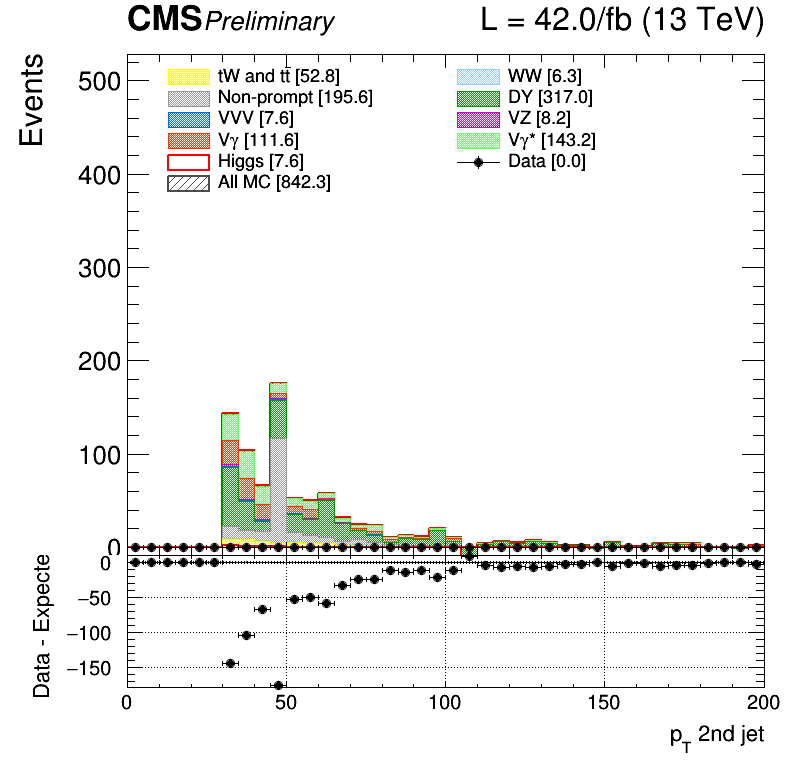 CMS Preliminary L = 42.0/fb (13 TeV)
Events
500
400
300
200
100
0
tW and tt̄ [52.8]
Non-prompt [195.6]
VVV [7.6]
Vγ [111.6]
Higgs [7.6]
All MC [842.3]
WW [6.3]
DY [317.0]
VZ [8.2]
Vγ* [143.2]
Data [0.0]
Data - Expecte
0
−50
−100
−150
0 50 100 150 200
pT 2nd jet